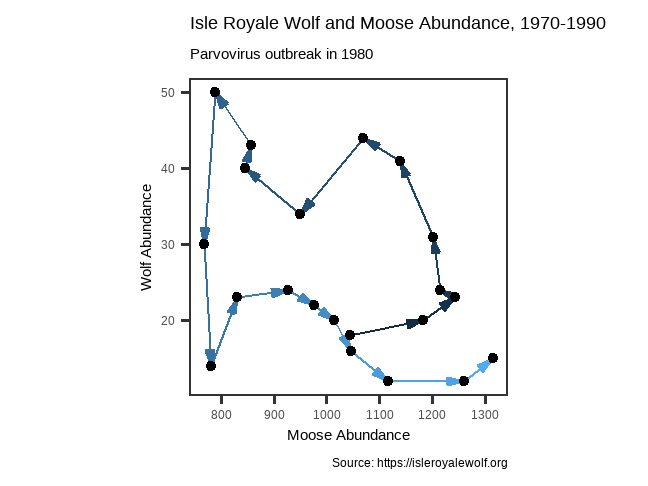 Isle Royale Wolf and Moose Abundance, 1970-1990
Parvovirus outbreak in 1980
50
40
30
20
Wolf Abundance
800 900 1000 1100 1200 1300
Moose Abundance
Source: https://isleroyalewolf.org